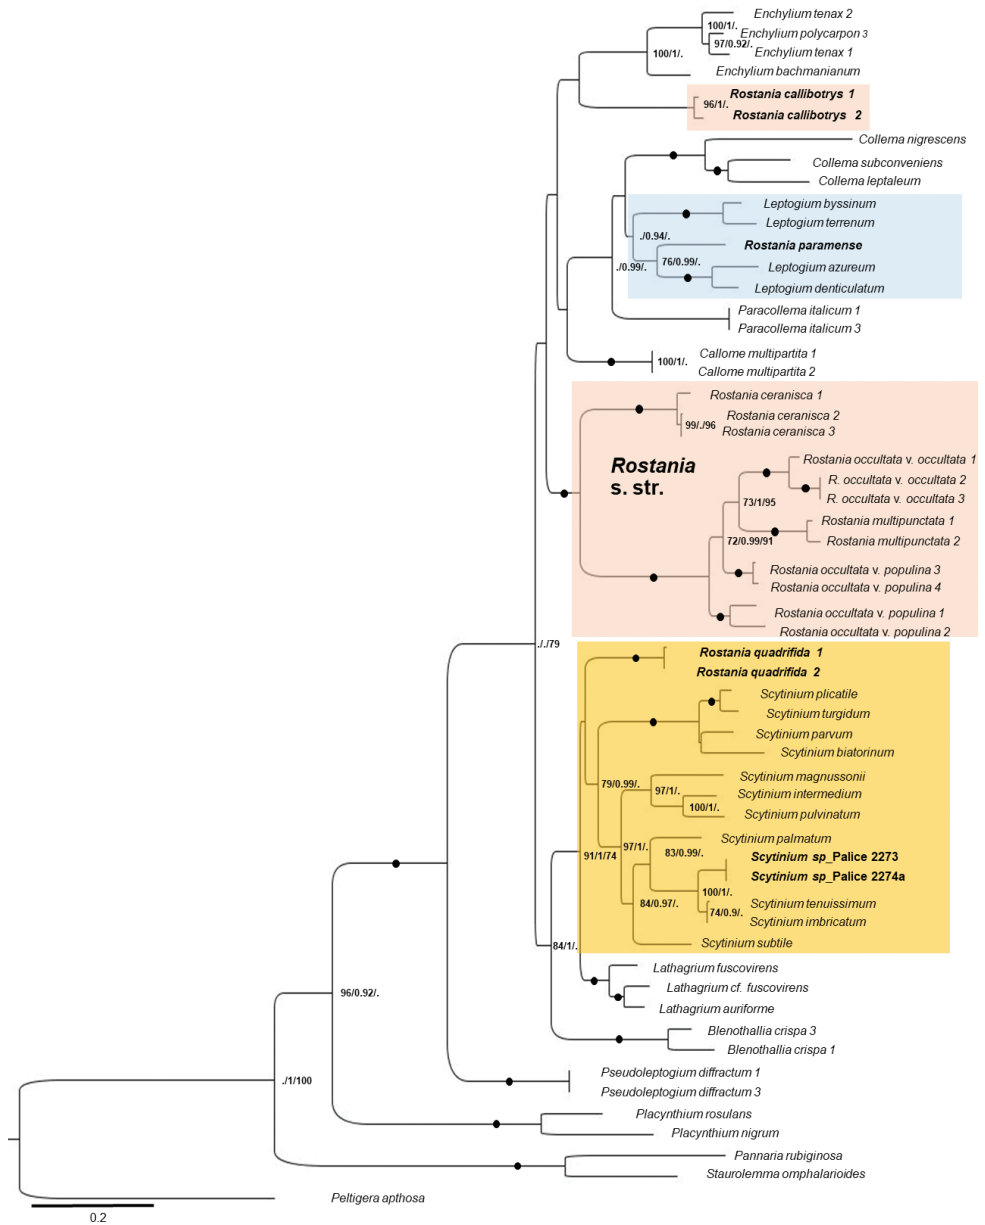 Enchylium tenax 2
100/1/.
Enchylium polycarpon 3
97/0.92/.
Enchylium tenax 1
100/1/.
Enchylium bachmanianum
Rostania callibotrys 1
96/1/.
Rostania callibotrys 2
Collema nigrescens
Collema subconveniens
Collema leptaleum
Leptogium byssinum
Leptogium terrenum
./0.94/.
Rostania paramense
76/0.99/.
./0.99/.
Leptogium azureum
Leptogium denticulatum
Paracollema italicum 1
Paracollema italicum 3
Callome multipartita 1
100/1/.
Callome multipartita 2
Rostania ceranisca 1
Rostania ceranisca 2
99/./96
Rostania ceranisca 3
Rostania
s. str.
Rostania occultata v. occultata 1
R. occultata v. occultata 2
R. occultata v. occultata 3
73/1/95
Rostania multipunctata 1
72/0.99/91
Rostania multipunctata 2
Rostania occultata v. populina 3
Rostania occultata v. populina 4
Rostania occultata v. populina 1
Rostania occultata v. populina 2
././79
Rostania quadrifida 1
Rostania quadrifida 2
Scytinium plicatile
Scytinium turgidum
Scytinium parvum
Scytinium biatorinum
79/0.99/.
Scytinium magnussonii
97/1/.
Scytinium intermedium
100/1/.
Scytinium pulvinatum
Scytinium palmatum
97/1/.
83/0.99/.
91/1/74
Scytinium sp_Palice 2273
Scytinium sp_Palice 2274a
100/1/.
84/0.97/.
Scytinium tenuissimum
74/0.9/.
Scytinium imbricatum
Scytinium subtile
84/1/.
Lathagrium fuscovirens
Lathagrium cf. fuscovirens
Lathagrium auriforme
96/0.92/.
Blenothallia crispa 3
Blenothallia crispa 1
Pseudoleptogium diffractum 1
./1/100
Pseudoleptogium diffractum 3
Placynthium rosulans
Placynthium nigrum
Pannaria rubiginosa
Staurolemma omphalarioides
Peltigera apthosa
0.2